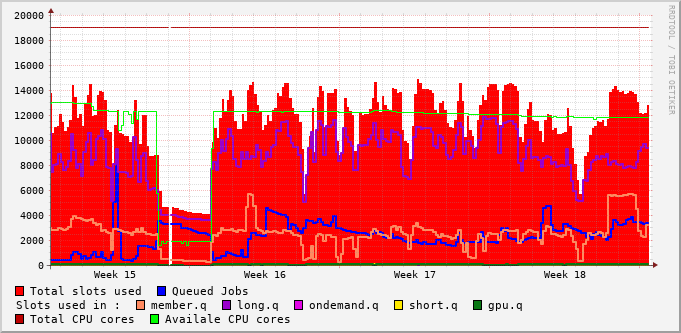 20000
18000
16000
14000
12000
10000
8000
6000
4000
2000
0
Week 15 Week 16 Week 17 Week 18
RRDTOOL / TOBI OETIKER
Total slots used Queued Jobs
Slots used in : member.q long.q ondemand.q short.q gpu.q
Total CPU cores Availale CPU cores